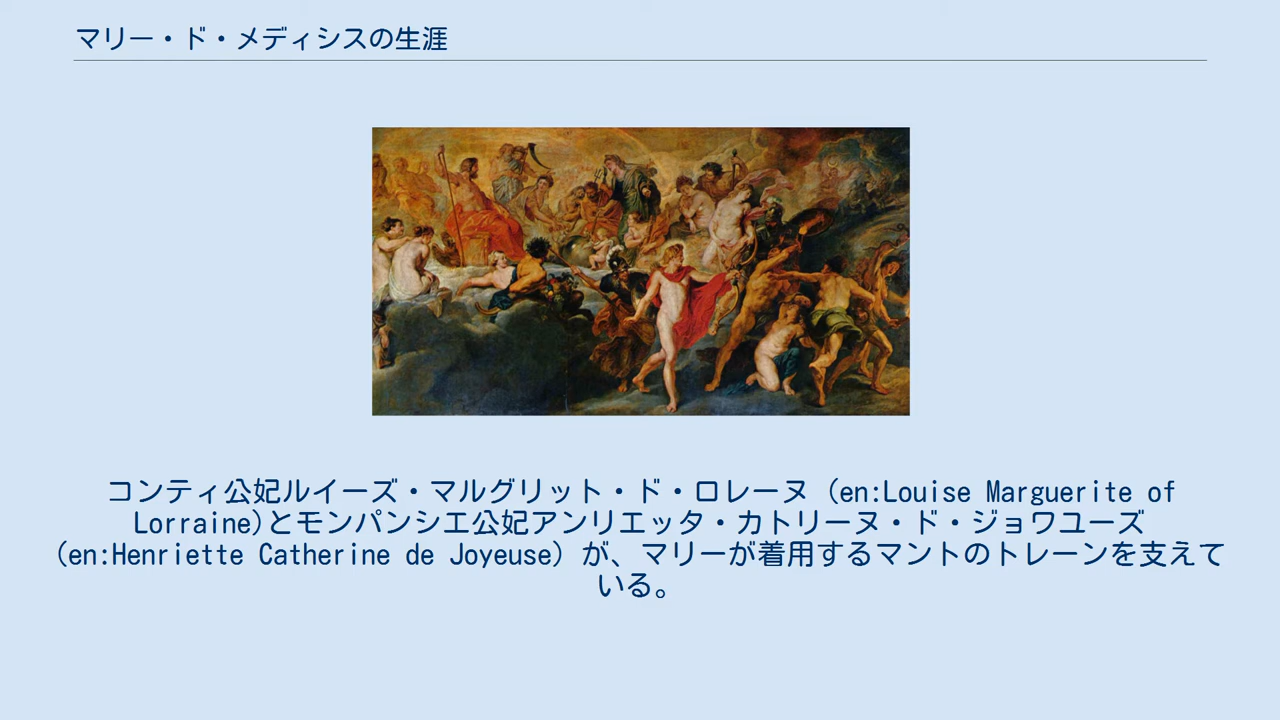 マリー・ド・メディシスの生涯
コンティ公妃ルイーズ・マルグリット・ド・ロレーヌ (en:Louise Marguerite of
Lorraine)とモンパンシエ公妃アンリエッタ・カトリーヌ・ド・ジョワユーズ
(en:Henriette Catherine de Joyeuse) が、マリーが着用するマントのトレーンを支えて
いる。